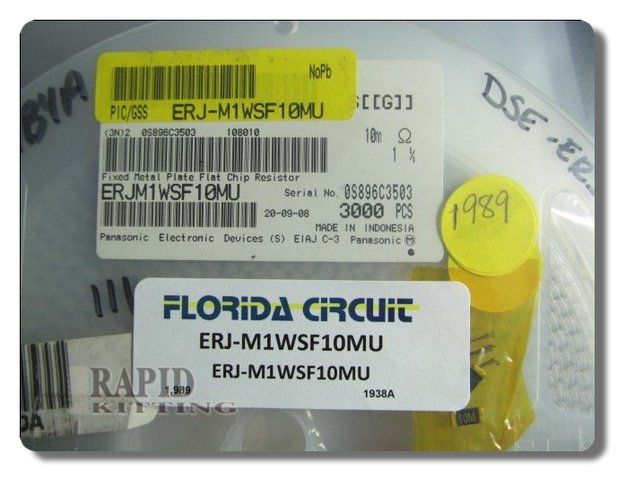 NoPb
PIC/GSS ERJ-M1WSF10MU
S[[G]]
(3N)2 0S896C3503 108010
10m Ω
1 %
Fixed Metal Plate Flat Chip Resistor
ERJM1WSF10MU Serial No. 0S896C3503
20-09-08 3000 PCS
MADE IN INDONESIA
Panasonic Electronic Devices (S) EIAJ C-3 Panasonic M
DSE-ER
1989
FLORIDA CIRCUIT
ERJ-M1WSF10MU
ERJ-M1WSF10MU
1,989 1938A
RAPID
KITTING
10M